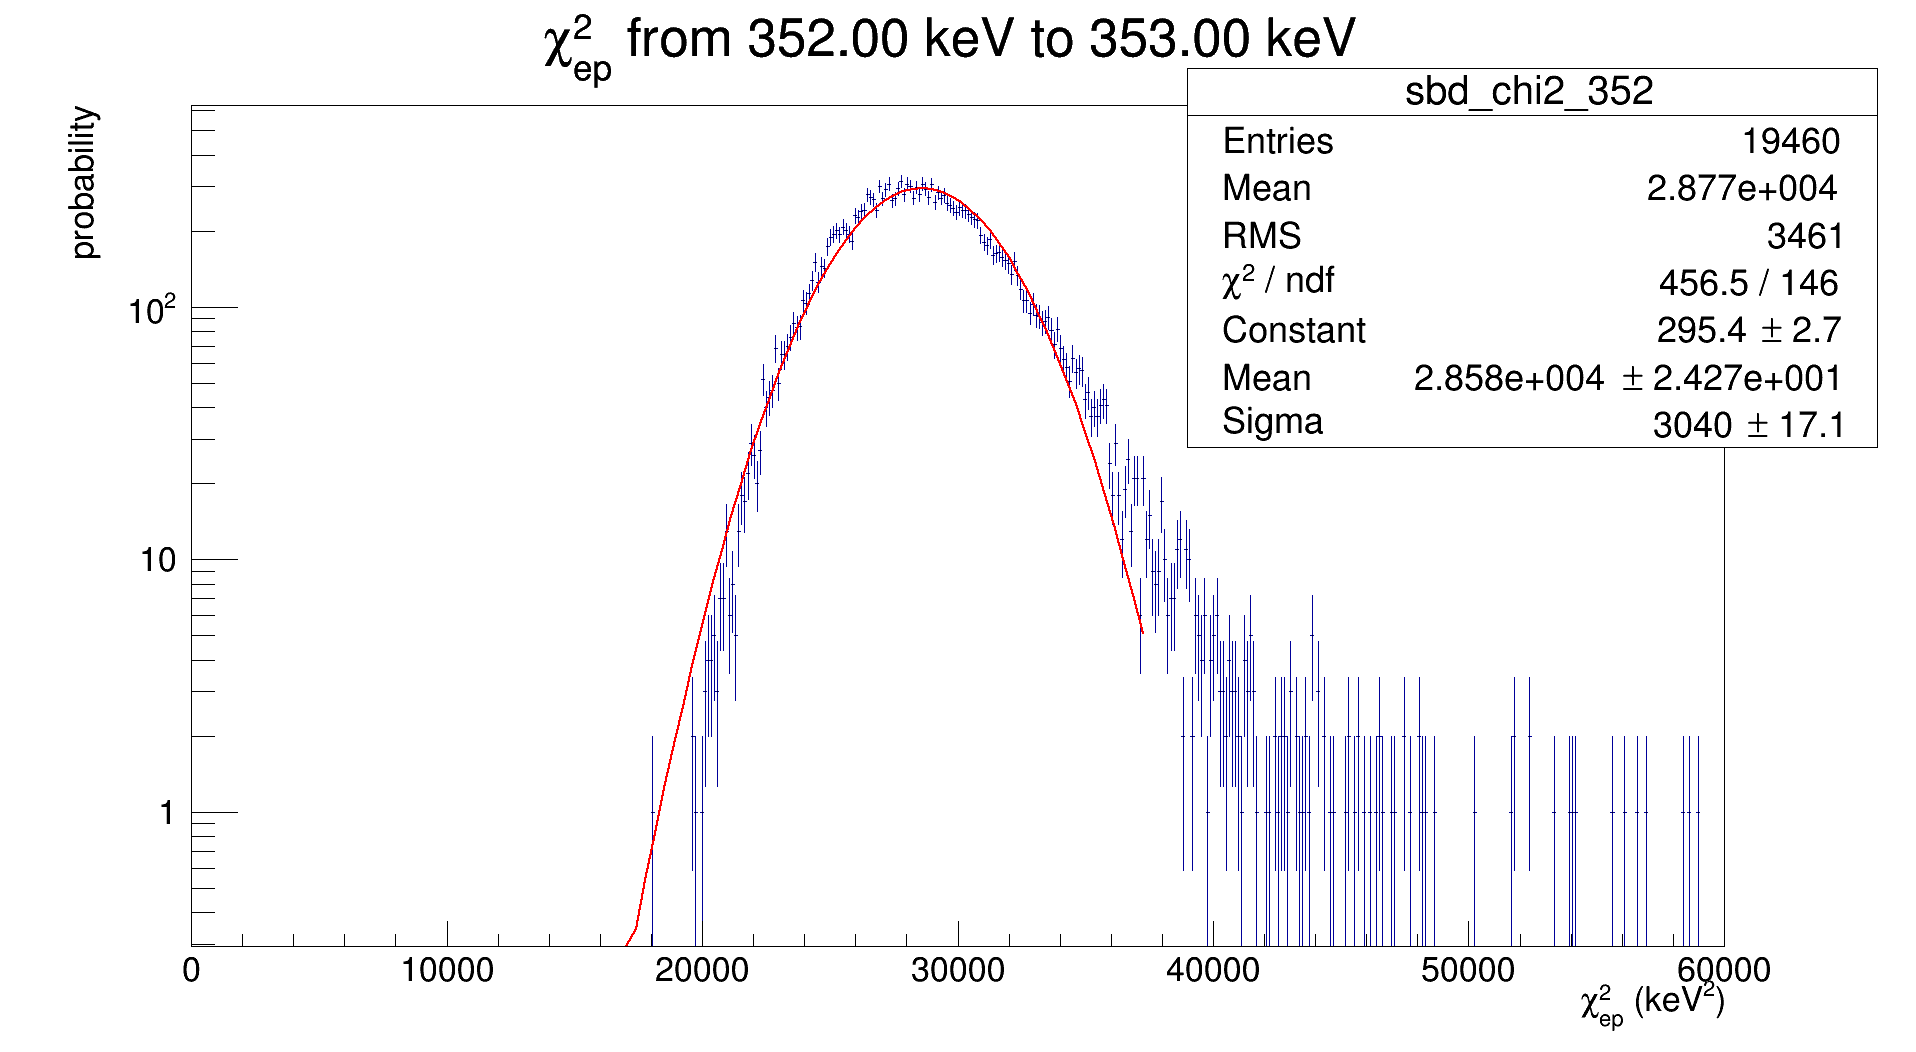 χ²ep from 352.00 keV to 353.00 keV
probability
sbd_chi2_352
Entries 19460
Mean 2.877e+004
RMS 3461
χ² / ndf 456.5 / 146
Constant 295.4 ± 2.7
Mean 2.858e+004 ± 2.427e+001
Sigma 3040 ± 17.1
10²
10
1
0 10000 20000 30000 40000 50000 60000
χ²ep (keV²)